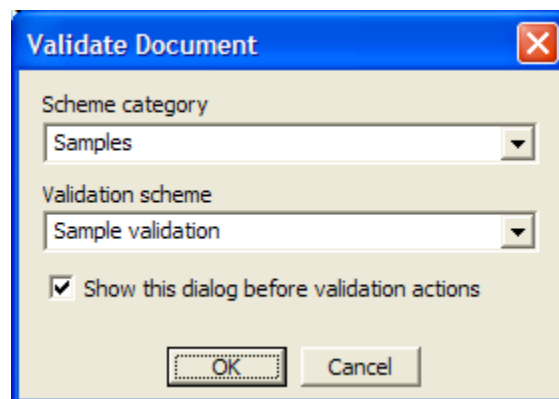 Validate Document
Scheme category
Samples
Validation scheme
Sample validation
Show this dialog before validation actions
OK Cancel